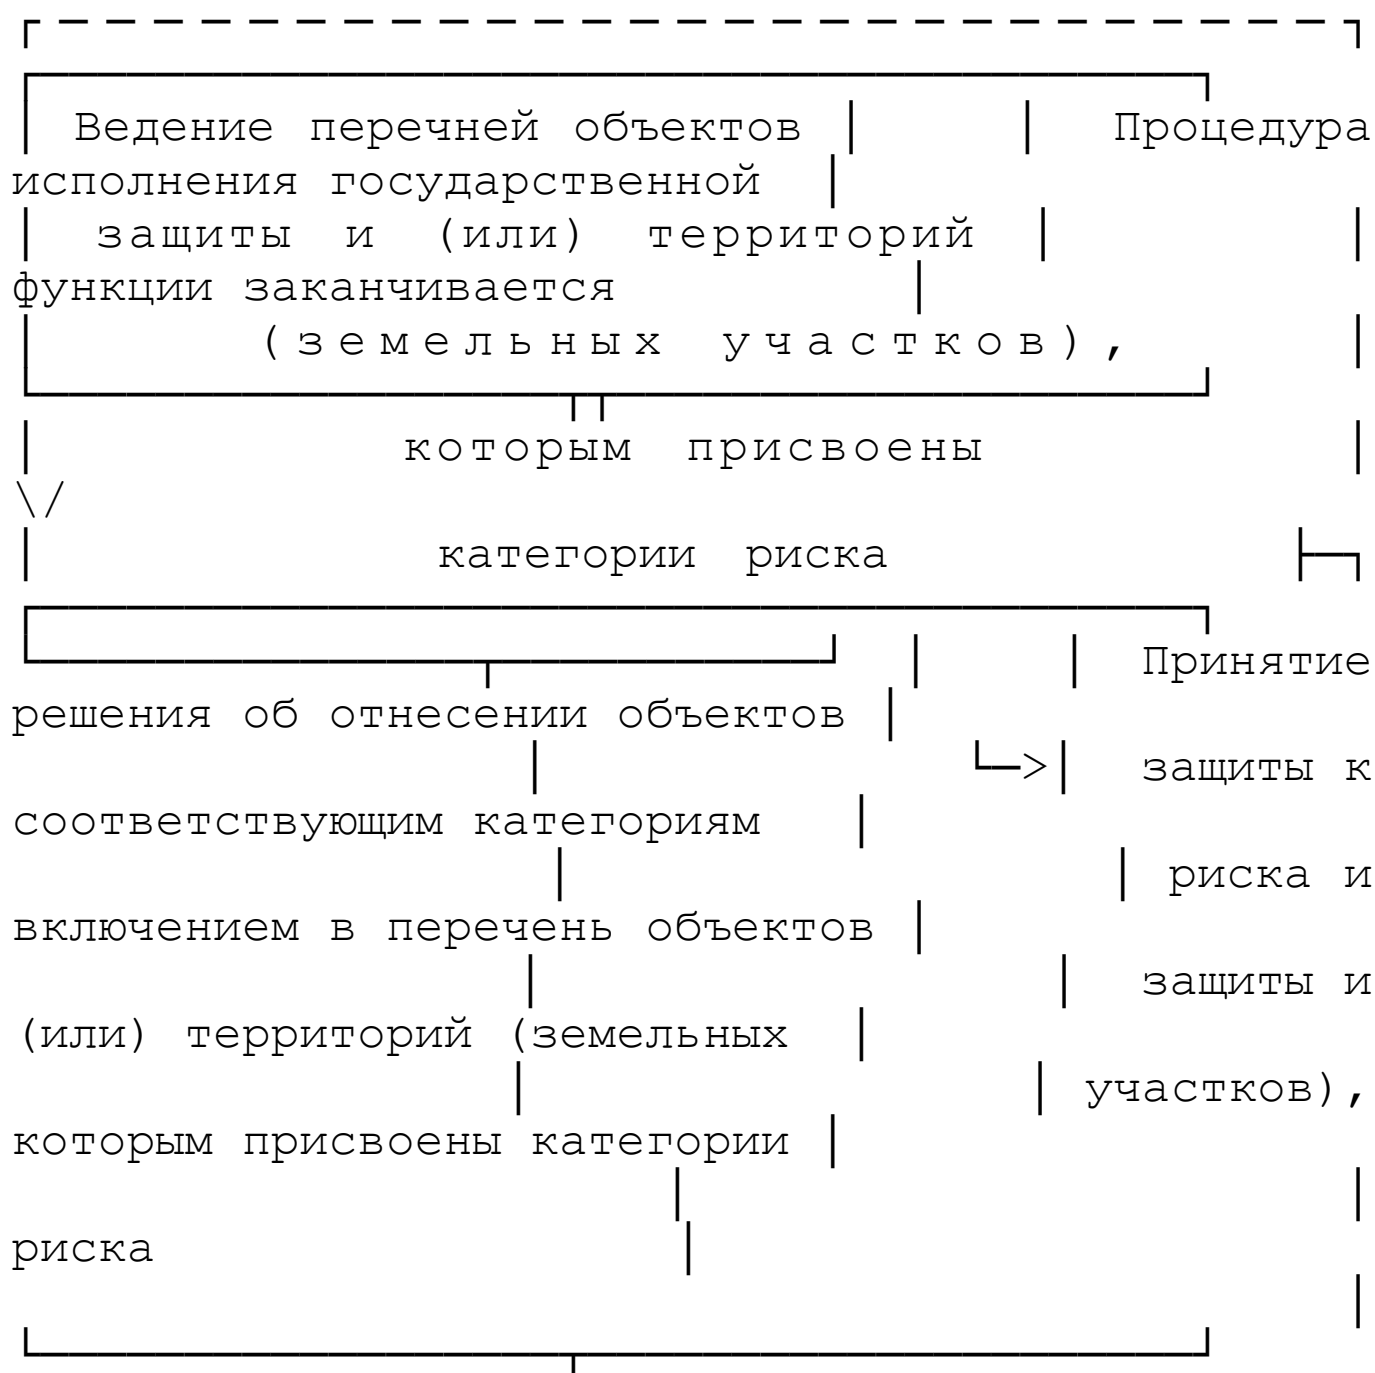 Ведение перечней объектов Процедура
исполнения государственной
защиты и (или) территорий
функции заканчивается
(земельных участков),
которым присвоены
\/
категории риска
Принятие
решения об отнесении объектов
└─> защиты к
соответствующим категориям
риска и
включением в перечень объектов
защиты и
(или) территорий (земельных
участков),
которым присвоены категории
риска